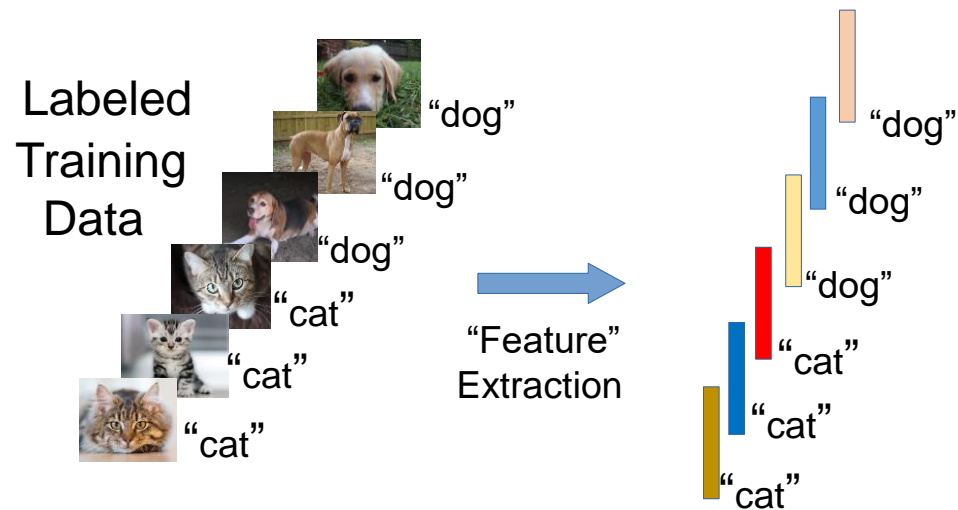 Labeled
Training
Data
“dog”
“dog”
“dog”
“cat”
“cat”
“cat”
“Feature”
Extraction
“dog”
“dog”
“dog”
“cat”
“cat”
“cat”